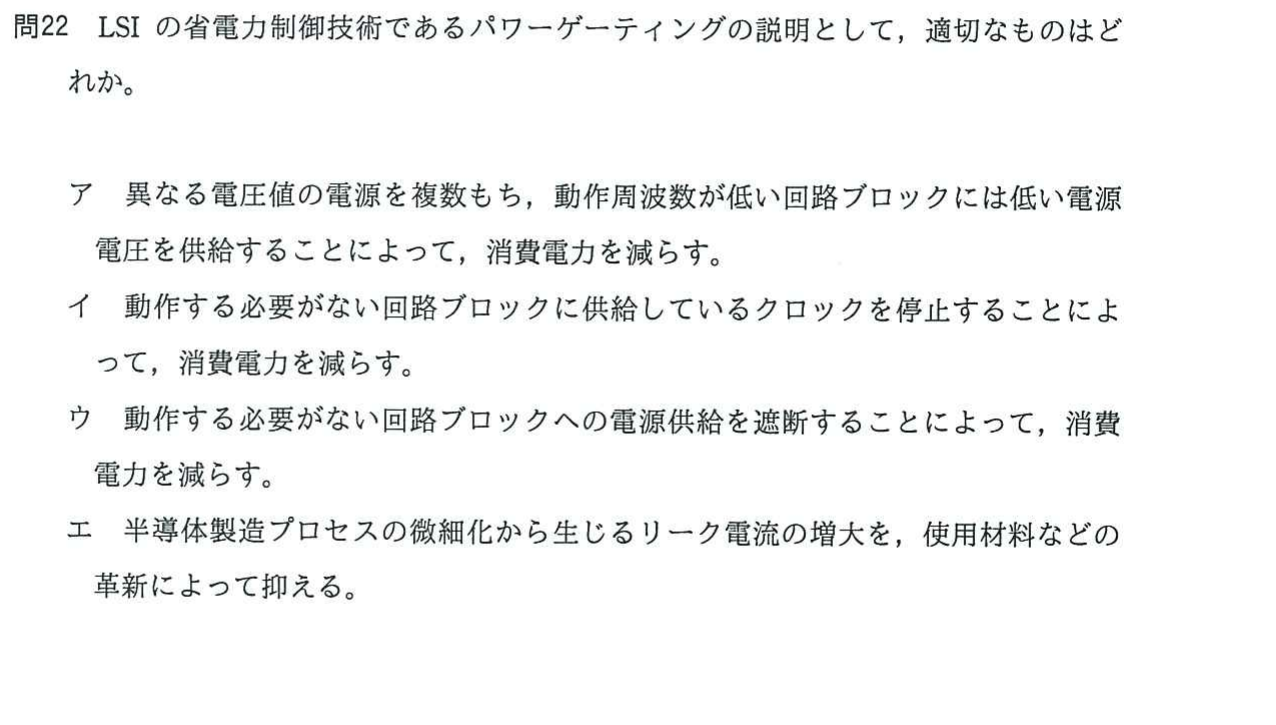 問22 LSI の省電力制御技術であるパワーゲーティングの説明として，適切なものはど
れか。
ア 異なる電圧値の電源を複数もち，動作周波数が低い回路ブロックには低い電源
電圧を供給することによって，消費電力を減らす。
イ 動作する必要がない回路ブロックに供給しているクロックを停止することによ
って，消費電力を減らす。
ウ 動作する必要がない回路ブロックへの電源供給を遮断することによって，消費
電力を減らす。
エ 半導体製造プロセスの微細化から生じるリーク電流の増大を，使用材料などの
革新によって抑える。